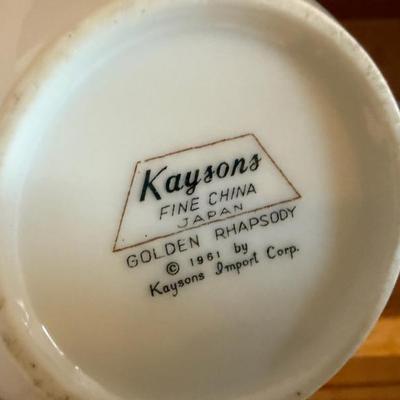 Kaysons
FINE CHINA
JAPAN
GOLDEN RHAPSODY
© 1961 by
Kaysons Import Corp.